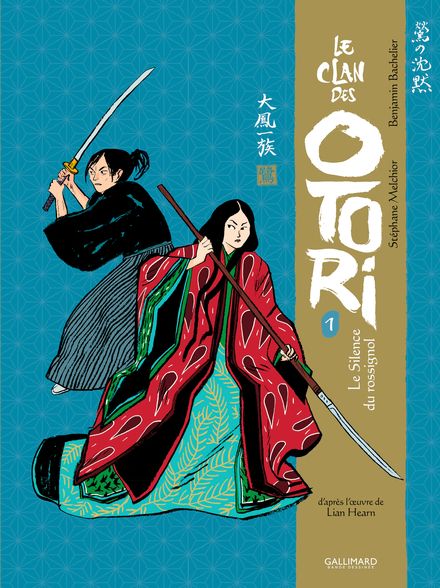 LE
CLAN
DES
OTORI
1
Le Silence
du rossignol
Stéphane Melchior
Benjamin Bachelier
鶯の沈黙
大鳳一族
d'après l'œuvre de
Lian Hearn
GALLIMARD
BANDE DESSINÉE